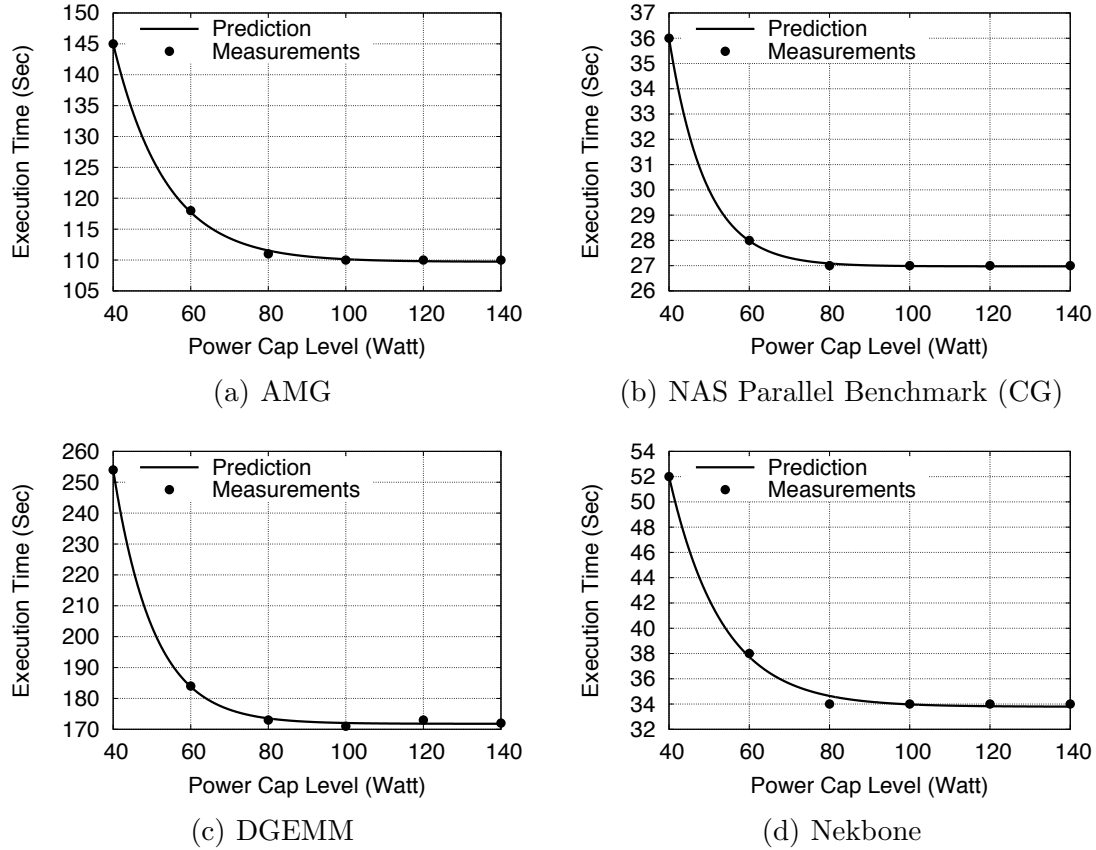 150
145
140
135
130
125
120
115
110
105
Execution Time (Sec)
Prediction
Measurements
40 60 80 100 120 140
Power Cap Level (Watt)
(a) AMG
37
36
35
34
33
32
31
30
29
28
27
26
Execution Time (Sec)
Prediction
Measurements
40 60 80 100 120 140
Power Cap Level (Watt)
(b) NAS Parallel Benchmark (CG)
260
250
240
230
220
210
200
190
180
170
Execution Time (Sec)
Prediction
Measurements
40 60 80 100 120 140
Power Cap Level (Watt)
(c) DGEMM
54
52
50
48
46
44
42
40
38
36
34
32
Execution Time (Sec)
Prediction
Measurements
40 60 80 100 120 140
Power Cap Level (Watt)
(d) Nekbone